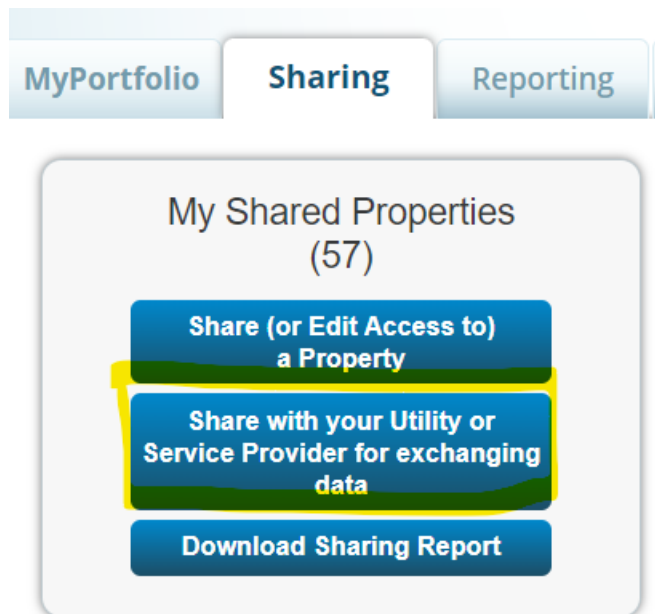 MyPortfolio Sharing Reporting
My Shared Properties
(57)
Share (or Edit Access to)
a Property
Share with your Utility or
Service Provider for exchanging
data
Download Sharing Report